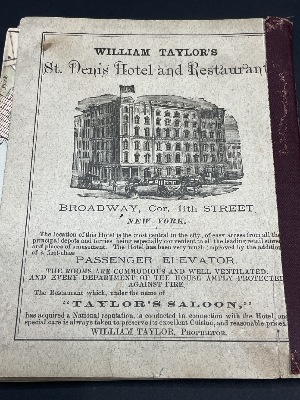 WILLIAM TAYLOR'S
St. Denis Hotel and Restaurant
BROADWAY, Cor. 11th STREET
NEW YORK.
The location of this Hotel is the most central in the city, of easy access from all the
principal depots and ferries, being especially convenient to all the leading retail stores
and places of amusement. The Hotel has been very much improved by the addition
of a first-class
PASSENGER ELEVATOR.
THE ROOMS ARE COMMODIOUS AND WELL VENTILATED,
AND EVERY DEPARTMENT OF THE HOUSE AMPLY PROTECTED
AGAINST FIRE.
The Restaurant which, under the name of
"TAYLOR'S SALOON,"
has acquired a National reputation, is conducted in connection with the Hotel, and
special care is always taken to preserve its excellent Cuisine, and reasonable prices.
WILLIAM TAYLOR, Proprietor.